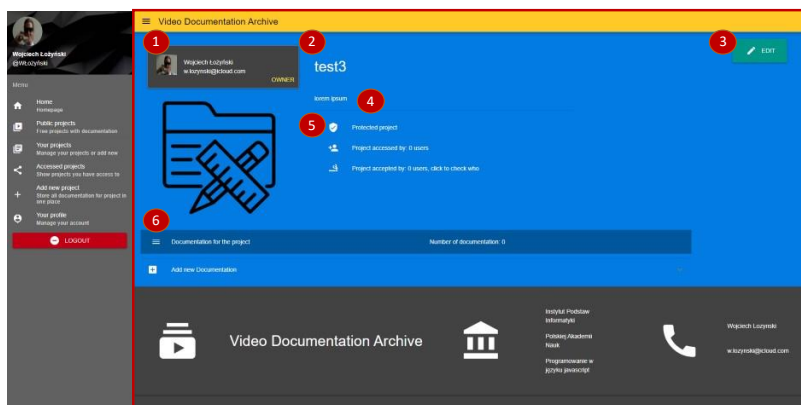 Video Documentation Archive
1
2
3
Wojciech Łożyński
w.lozynski@icloud.com
OWNER
test3
EDIT
Wojciech Łożyński
@WŁożyński
Menu
Home
Homepage
Public projects
Free projects with documentation
Your projects
Manage your projects or add new
Accessed projects
Show projects you have access to
Add new project
Store all documentation for project in
one place
Your profile
Manage your account
LOGOUT
lorem ipsum
4
5
Protected project
Project accessed by: 0 users
Project accepted by: 0 users, click to check who
6
Documentation for the project
Number of documentation: 0
Add new Documentation
Video Documentation Archive
Instytut Podstaw
Informatyki
Polskiej Akademii
Nauk
Programowanie w
języku javascript
Wojciech Lozynski
w.lozynski@icloud.com